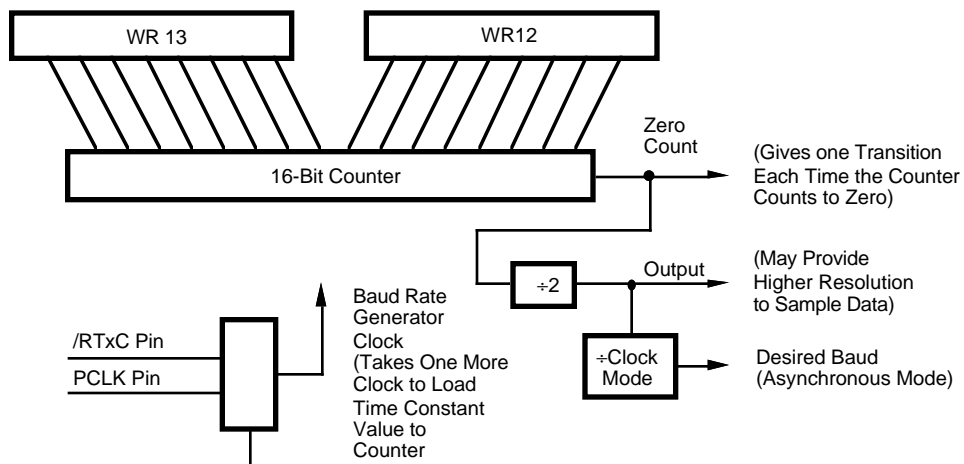 WR 13
WR12
16-Bit Counter
Zero
Count
(Gives one Transition
Each Time the Counter
Counts to Zero)
÷2
Output
(May Provide
Higher Resolution
to Sample Data)
÷Clock
Mode
Desired Baud
(Asynchronous Mode)
/RTxC Pin
PCLK Pin
Baud Rate
Generator
Clock
(Takes One More
Clock to Load
Time Constant
Value to
Counter